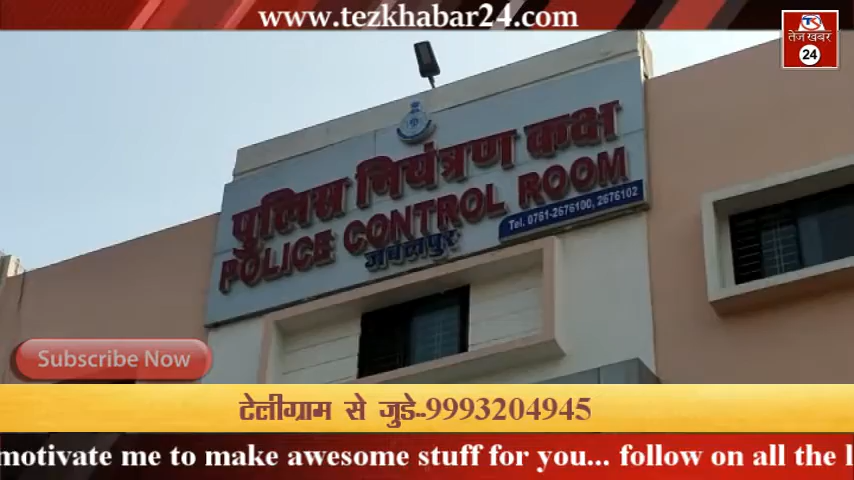 www.tezkhabar24.com
तेज खबर
24
पुलिस नियंत्रण कक्ष
POLICE CONTROL ROOM
जबलपुर
Tel. 0761-2676100, 2676102
Subscribe Now
टेलीग्राम से जुडे-9993204945
motivate me to make awesome stuff for you... follow on all the l